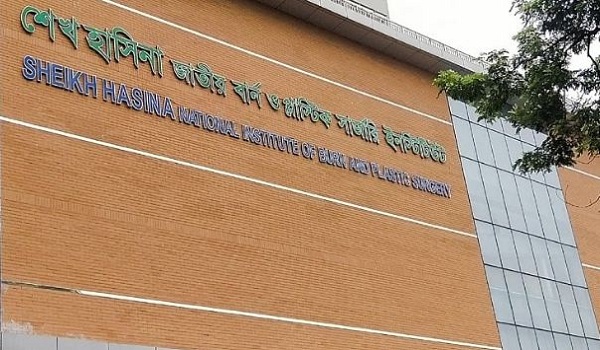 শেখ হাসিনা জাতীয় বার্ন ও প্লাস্টিক সার্জারি ইনস্টিটিউট
SHEIKH HASINA NATIONAL INSTITUTE OF BURN AND PLASTIC SURGERY